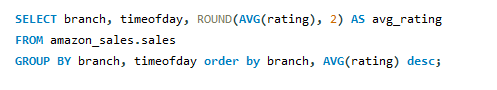 SELECT branch, timeofday, ROUND(AVG(rating), 2) AS avg_rating
FROM amazon_sales.sales
GROUP BY branch, timeofday order by branch, AVG(rating) desc;